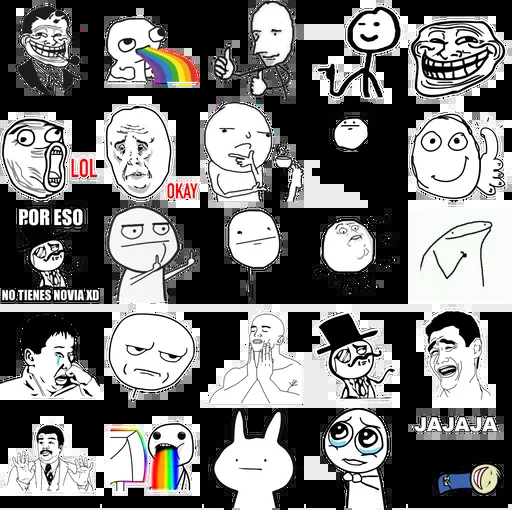 LOL
OKAY
POR ESO
NO TIENES NOVIA XD
JAJAJA